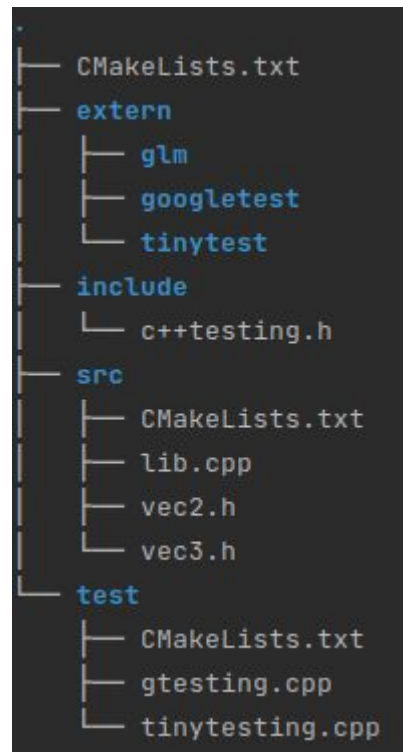 .
├── CMakeLists.txt
├── extern
│   ├── glm
│   ├── googletest
│   └── tinytest
├── include
│   └── c++testing.h
├── src
│   ├── CMakeLists.txt
│   ├── lib.cpp
│   ├── vec2.h
│   └── vec3.h
└── test
    ├── CMakeLists.txt
    ├── gtesting.cpp
    └── tinytesting.cpp